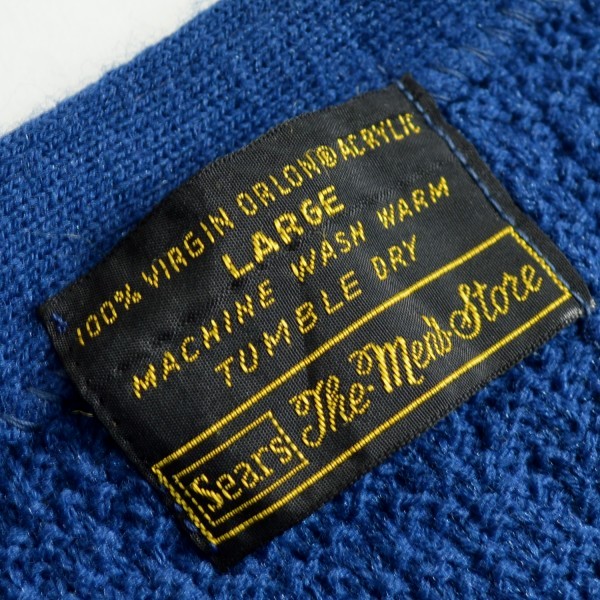 100% VIRGIN ORLON® ACRYLIC
LARGE
MACHINE WASH WARM
TUMBLE DRY
Sears The Men's Store